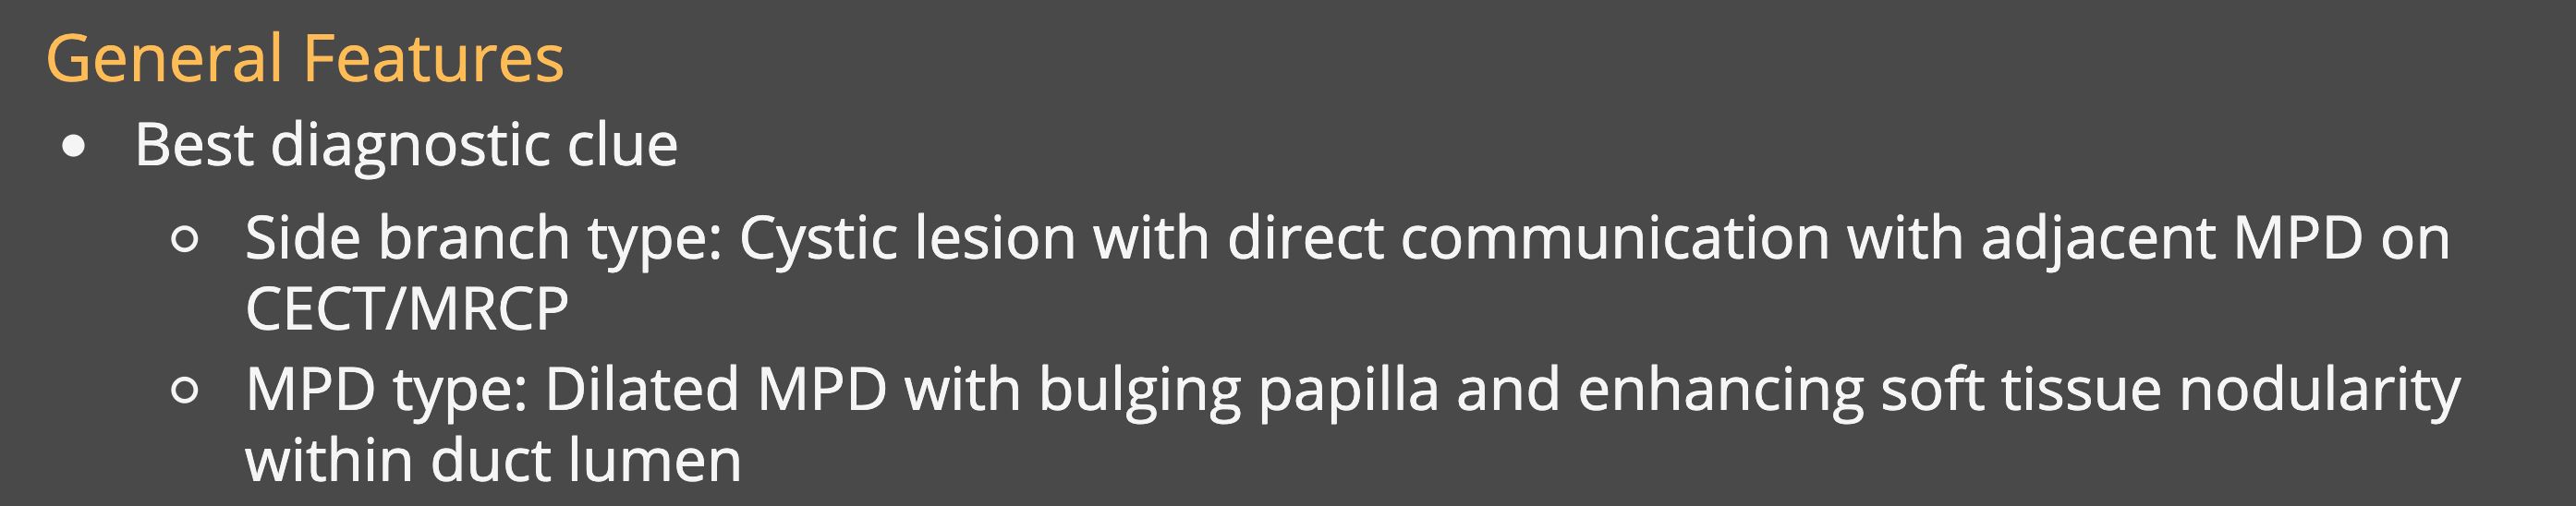 General Features
• Best diagnostic clue
○ Side branch type: Cystic lesion with direct communication with adjacent MPD on
CECT/MRCP
○ MPD type: Dilated MPD with bulging papilla and enhancing soft tissue nodularity
within duct lumen